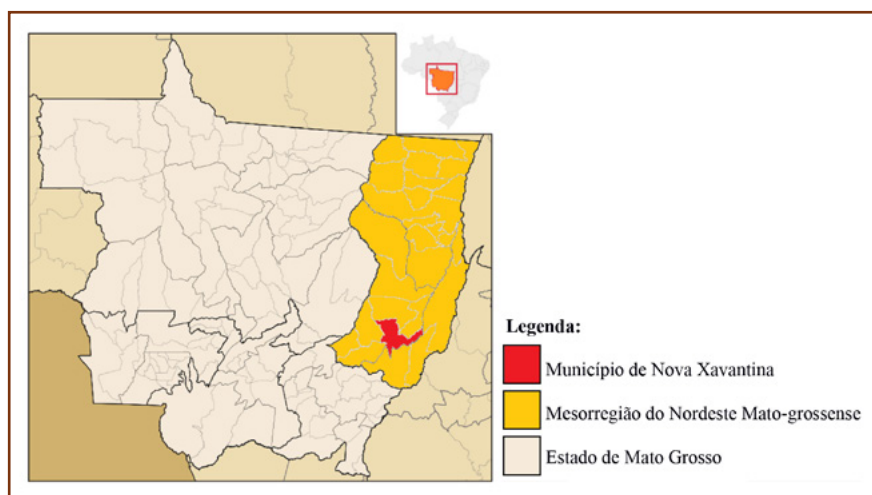 Legenda:
Município de Nova Xavantina
Mesorregião do Nordeste Mato-grossense
Estado de Mato Grosso